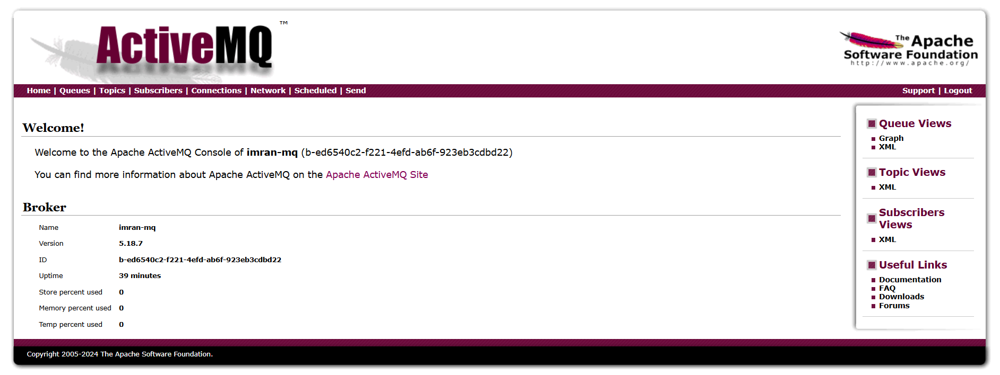 ActiveMQ ™
The Apache
Software Foundation
http://www.apache.org/
Home | Queues | Topics | Subscribers | Connections | Network | Scheduled | Send
Support | Logout
Welcome!
Welcome to the Apache ActiveMQ Console of imran-mq (b-ed6540c2-f221-4efd-ab6f-923eb3cdbd22)
You can find more information about Apache ActiveMQ on the Apache ActiveMQ Site
Broker
Name imran-mq
Version 5.18.7
ID b-ed6540c2-f221-4efd-ab6f-923eb3cdbd22
Uptime 39 minutes
Store percent used 0
Memory percent used 0
Temp percent used 0
Queue Views
Graph
XML
Topic Views
XML
Subscribers
Views
XML
Useful Links
Documentation
FAQ
Downloads
Forums
Copyright 2005-2024 The Apache Software Foundation.